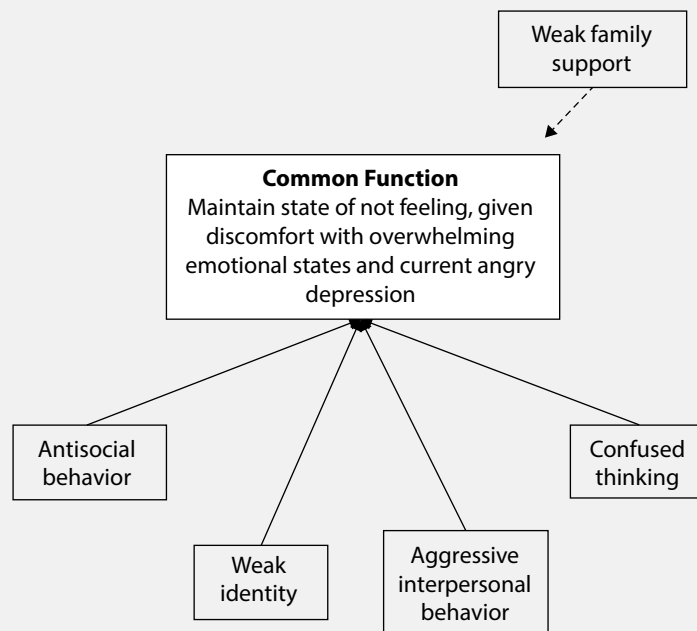 Weak family
support
Common Function
Maintain state of not feeling, given
discomfort with overwhelming
emotional states and current angry
depression
Antisocial
behavior
Confused
thinking
Weak
identity
Aggressive
interpersonal
behavior